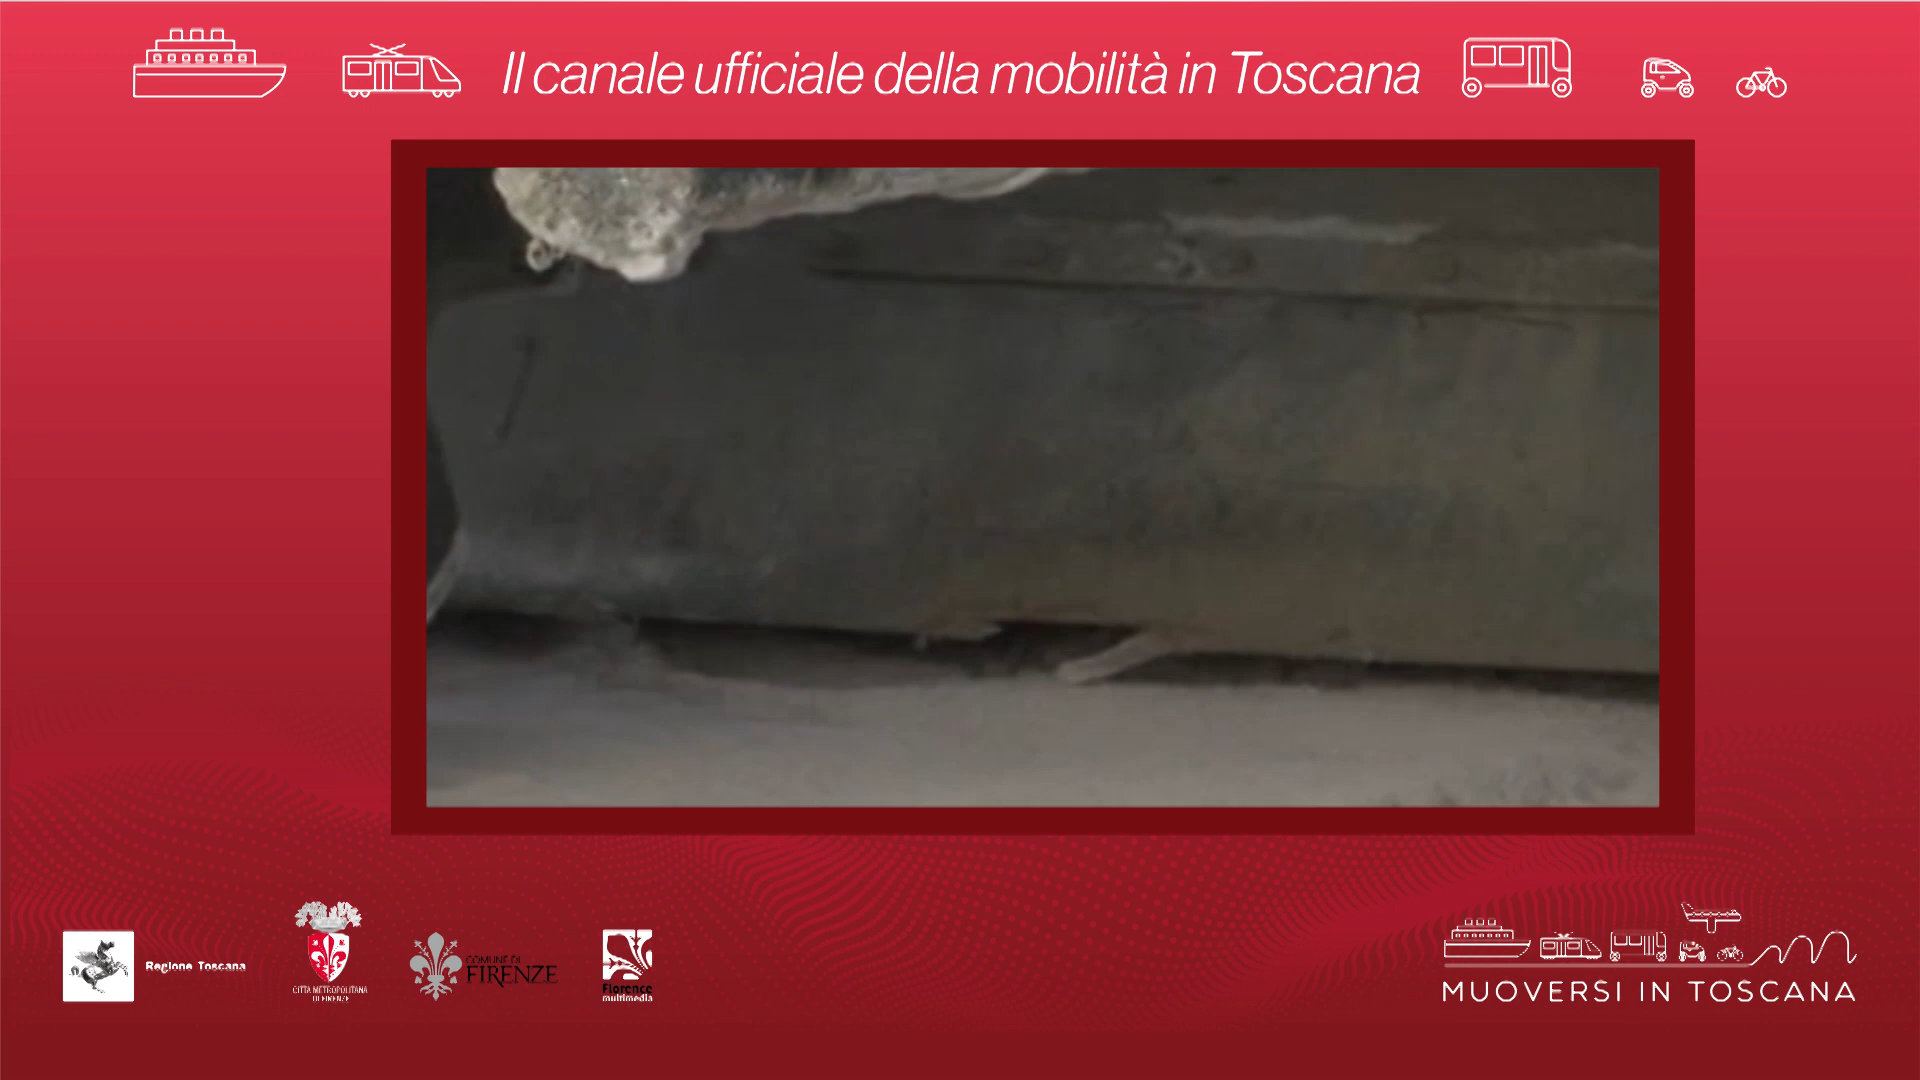 Il canale ufficiale della mobilità in Toscana
Regione Toscana
CITTÀ METROPOLITANA
DI FIRENZE
COMUNE DI
FIRENZE
Florence
multimedia
MUOVERSI IN TOSCANA